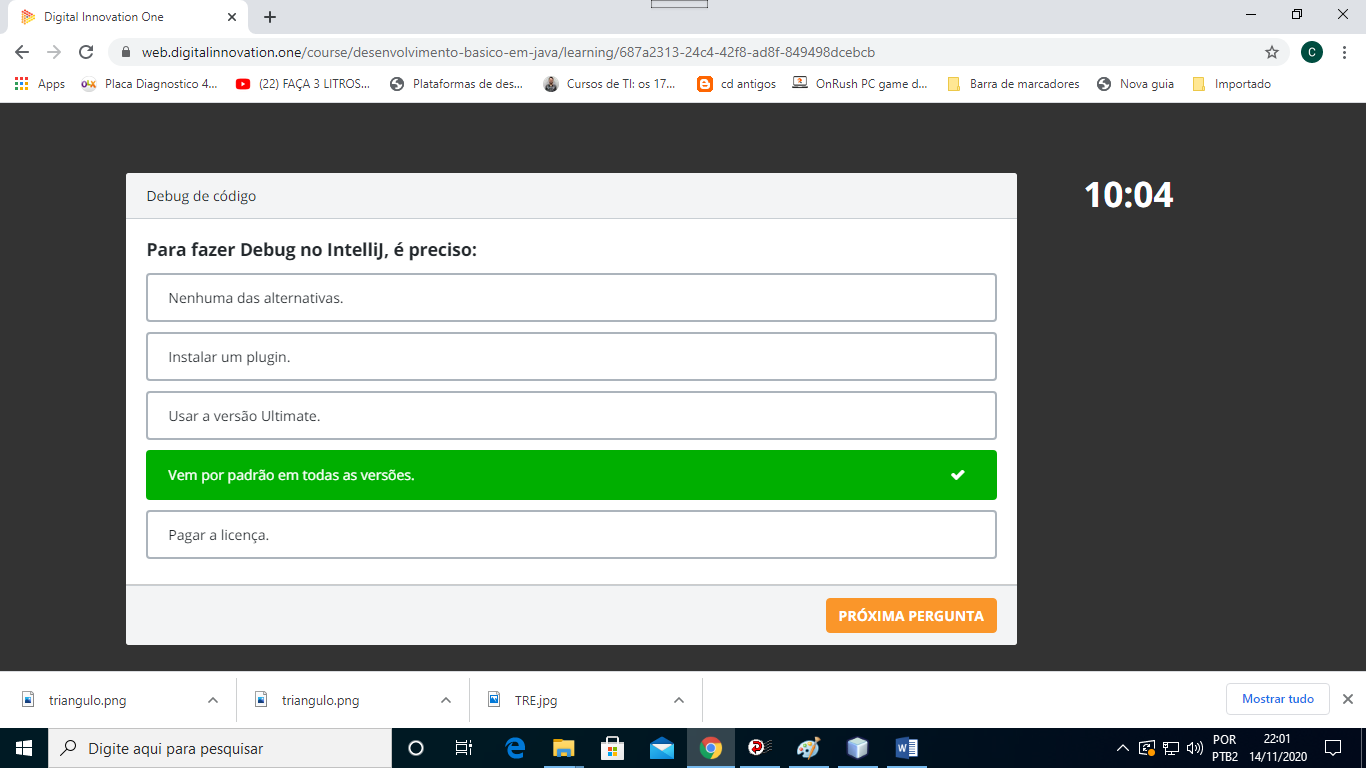 Digital Innovation One
web.digitalinnovation.one/course/desenvolvimento-basico-em-java/learning/687a2313-24c4-42f8-ad8f-849498dcebcb
C
Apps Placa Diagnostico 4... (22) FAÇA 3 LITROS... Plataformas de des... Cursos de TI: os 17... cd antigos OnRush PC game d... Barra de marcadores Nova guia Importado
Debug de código
10:04
Para fazer Debug no IntelliJ, é preciso:
Nenhuma das alternativas.
Instalar um plugin.
Usar a versão Ultimate.
Vem por padrão em todas as versões.
Pagar a licença.
PRÓXIMA PERGUNTA
triangulo.png triangulo.png TRE.jpg Mostrar tudo
Digite aqui para pesquisar
POR 22:01
PTB2 14/11/2020